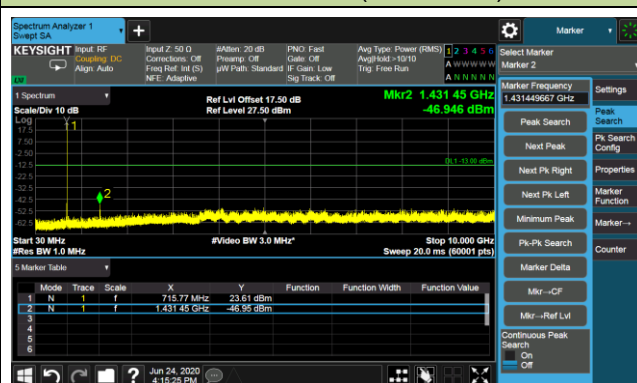 Spectrum Analyzer 1
Swept SA
Marker
KEYSIGHT Input: RF Input Z: 50 Ω #Atten: 20 dB PNO: Fast Avg Type: Power (RMS) 1 2 3 4 5 6
Coupling: DC Corrections: Off Preamp: Off Gate: Off Avg|Hold:>10/10 A W W W W W
Align: Auto Freq Ref: Int (S) µW Path: Standard IF Gain: Low Trig: Free Run
NFE: Adaptive Sig Track: Off A N N N N N
Select Marker
Marker 2
1 Spectrum
Ref Lvl Offset 17.50 dB
Mkr2 1.431 45 GHz
Scale/Div 10 dB
Ref Level 27.50 dBm
-46.946 dBm
Log
17.5
7.50
-2.50
-12.5
-22.5
-32.5
-42.5
-52.5
-62.5
1
2
DL1 -13.00 dBm
Start 30 MHz
#Video BW 3.0 MHz*
Stop 10.000 GHz
#Res BW 1.0 MHz
Sweep 20.0 ms (60001 pts)
5 Marker Table
Mode Trace Scale X Y Function Function Width Function Value
1 N 1 f 715.77 MHz 23.61 dBm
2 N 1 f 1.431 45 GHz -46.95 dBm
3
4
5
6
Marker Frequency
1.431449667 GHz
Peak Search
Next Peak
Next Pk Right
Next Pk Left
Minimum Peak
Pk-Pk Search
Marker Delta
Mkr→CF
Mkr→Ref Lvl
Continuous Peak
Search
On
Off
Settings
Peak
Search
Pk Search
Config
Properties
Marker
Function
Marker→
Counter
Jun 24, 2020
4:15:25 PM